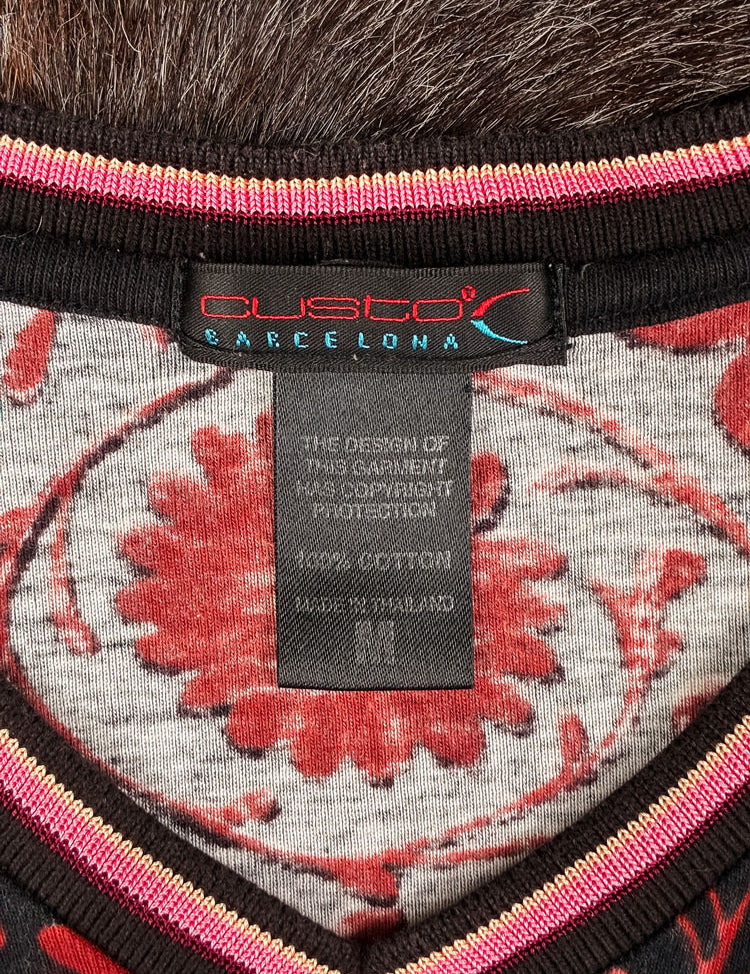 custo
BARCELONA
THE DESIGN OF
THIS GARMENT
HAS COPYRIGHT
PROTECTION
100% COTTON
MADE IN THAILAND
M